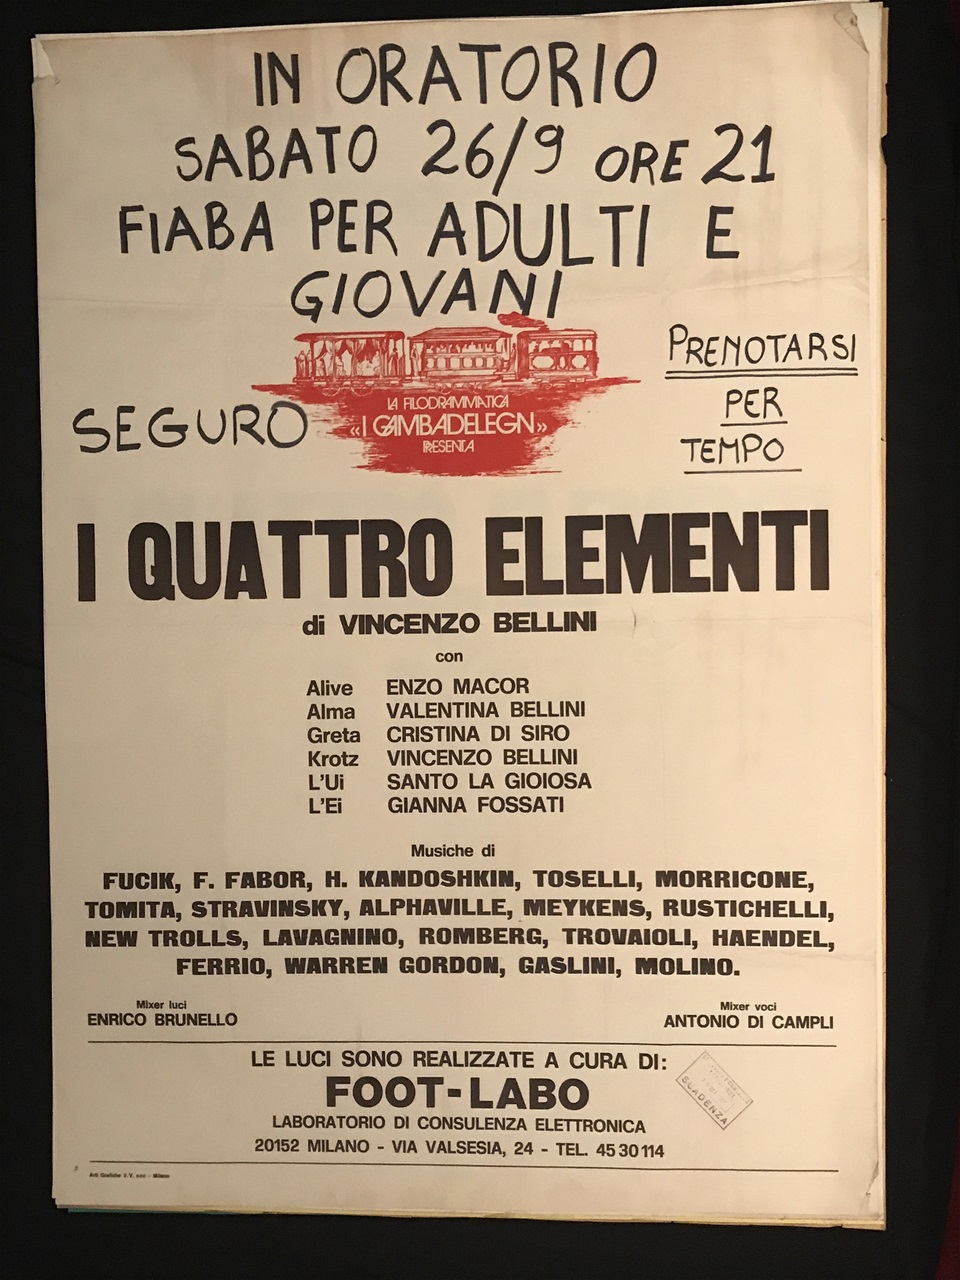 IN ORATORIO
SABATO 26/9 ORE 21
FIABA PER ADULTI E
GIOVANI
PRENOTARSI
PER
TEMPO
SEGURO
LA FILODRAMMATICA
«I GAMBADELEGN»
PRESENTA
I QUATTRO ELEMENTI
di VINCENZO BELLINI
con
Alive ENZO MACOR
Alma VALENTINA BELLINI
Greta CRISTINA DI SIRO
Krotz VINCENZO BELLINI
L'Ui SANTO LA GIOIOSA
L'Ei GIANNA FOSSATI
Musiche di
FUCIK, F. FABOR, H. KANDOSHKIN, TOSELLI, MORRICONE,
TOMITA, STRAVINSKY, ALPHAVILLE, MEYKENS, RUSTICHELLI,
NEW TROLLS, LAVAGNINO, ROMBERG, TROVAIOLI, HAENDEL,
FERRIO, WARREN GORDON, GASLINI, MOLINO.
Mixer luci
ENRICO BRUNELLO
Mixer voci
ANTONIO DI CAMPLI
LE LUCI SONO REALIZZATE A CURA DI:
FOOT-LABO
LABORATORIO DI CONSULENZA ELETTRONICA
20152 MILANO - VIA VALSESIA, 24 - TEL. 45 30 114
SCADENZA
Arti Grafiche - Milano